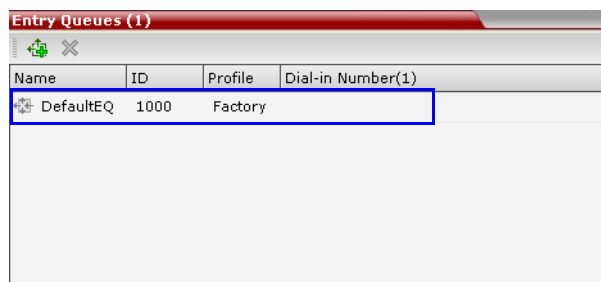 Entry Queues (1)
Name ID Profile Dial-in Number(1)
DefaultEQ 1000 Factory